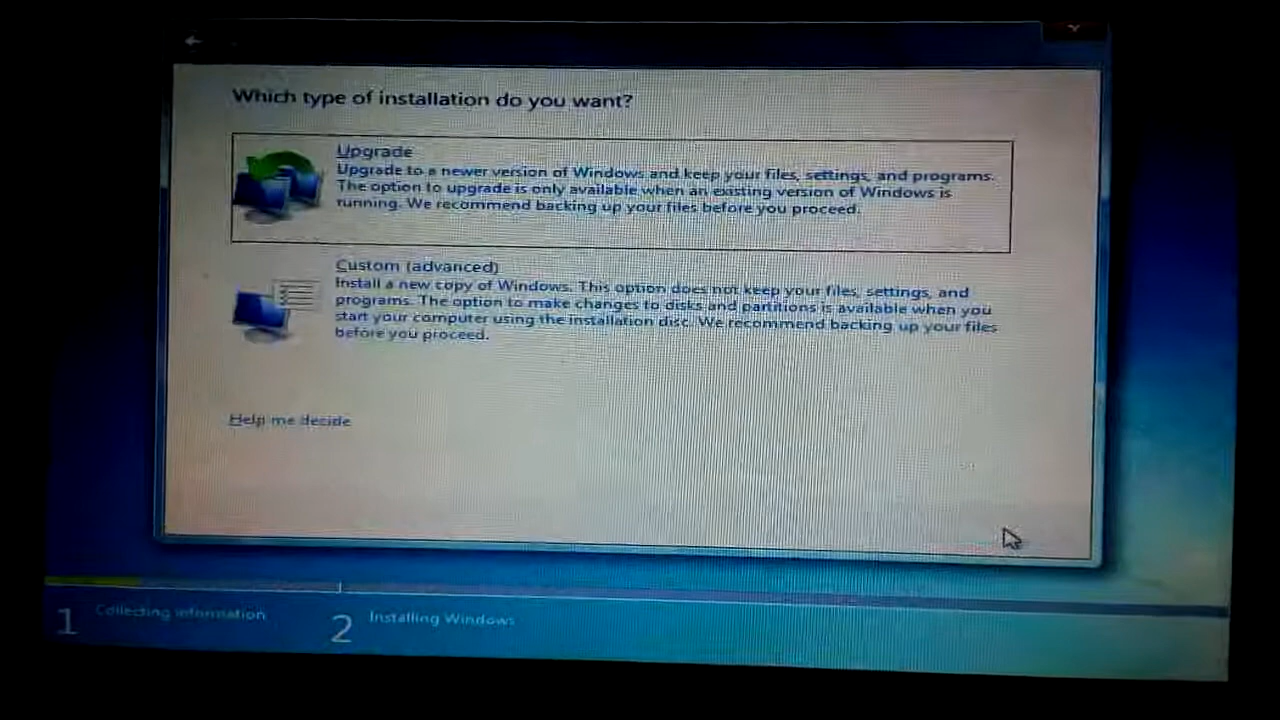 Which type of installation do you want?
Upgrade
Upgrade to a newer version of Windows and keep your files, settings, and programs.
The option to upgrade is only available when an existing version of Windows is
running. We recommend backing up your files before you proceed.
Custom (advanced)
Install a new copy of Windows. This option does not keep your files, settings, and
programs. The option to make changes to disks and partitions is available when you
start your computer using the installation disc. We recommend backing up your files
before you proceed.
Help me decide
1 Collecting information
2 Installing Windows